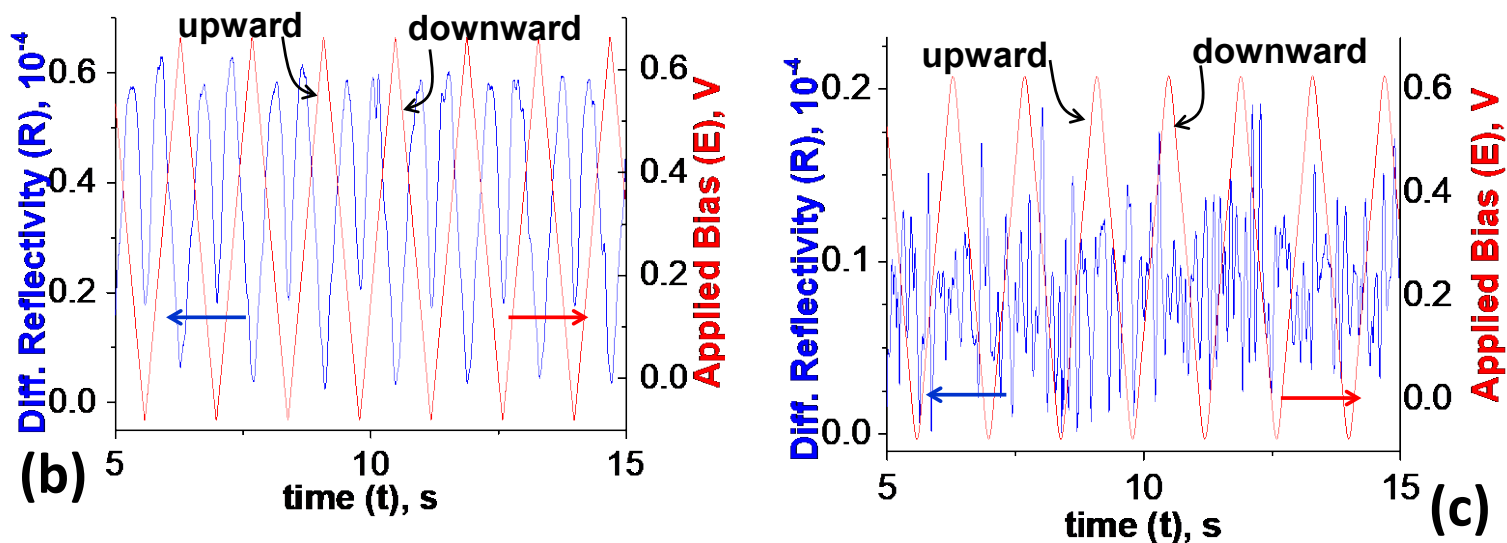 Diff. Reflectivity (R), 10⁻⁴
0.6
0.4
0.2
0.0
upward
downward
0.6
0.4
0.2
0.0
Applied Bias (E), V
5
10
15
time (t), s
(b)
Diff. Reflectivity (R), 10⁻⁴
0.2
0.1
0.0
upward
downward
0.6
0.4
0.2
0.0
Applied Bias (E), V
5
10
15
time (t), s
(c)